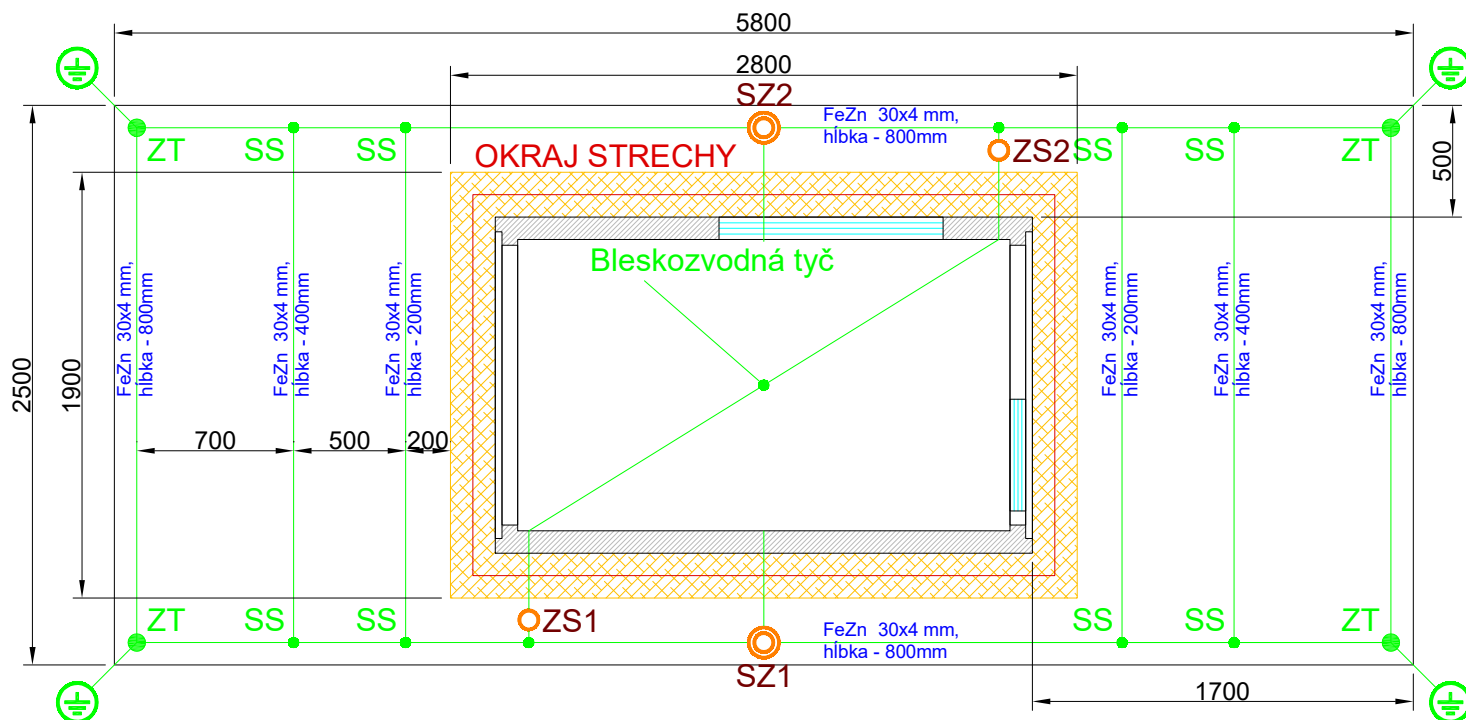 5800
2800
SZ2
FeZn 30x4 mm,
hĺbka - 800mm
ZT
SS
SS
OKRAJ STRECHY
ZS2
SS
SS
ZT
500
Bleskozvodná tyč
FeZn 30x4 mm,
hĺbka - 800mm
FeZn 30x4 mm,
hĺbka - 400mm
FeZn 30x4 mm,
hĺbka - 200mm
FeZn 30x4 mm,
hĺbka - 200mm
FeZn 30x4 mm,
hĺbka - 400mm
FeZn 30x4 mm,
hĺbka - 800mm
2500
1900
700
500
200
ZT
SS
SS
ZS1
FeZn 30x4 mm,
hĺbka - 800mm
SS
SS
ZT
SZ1
1700